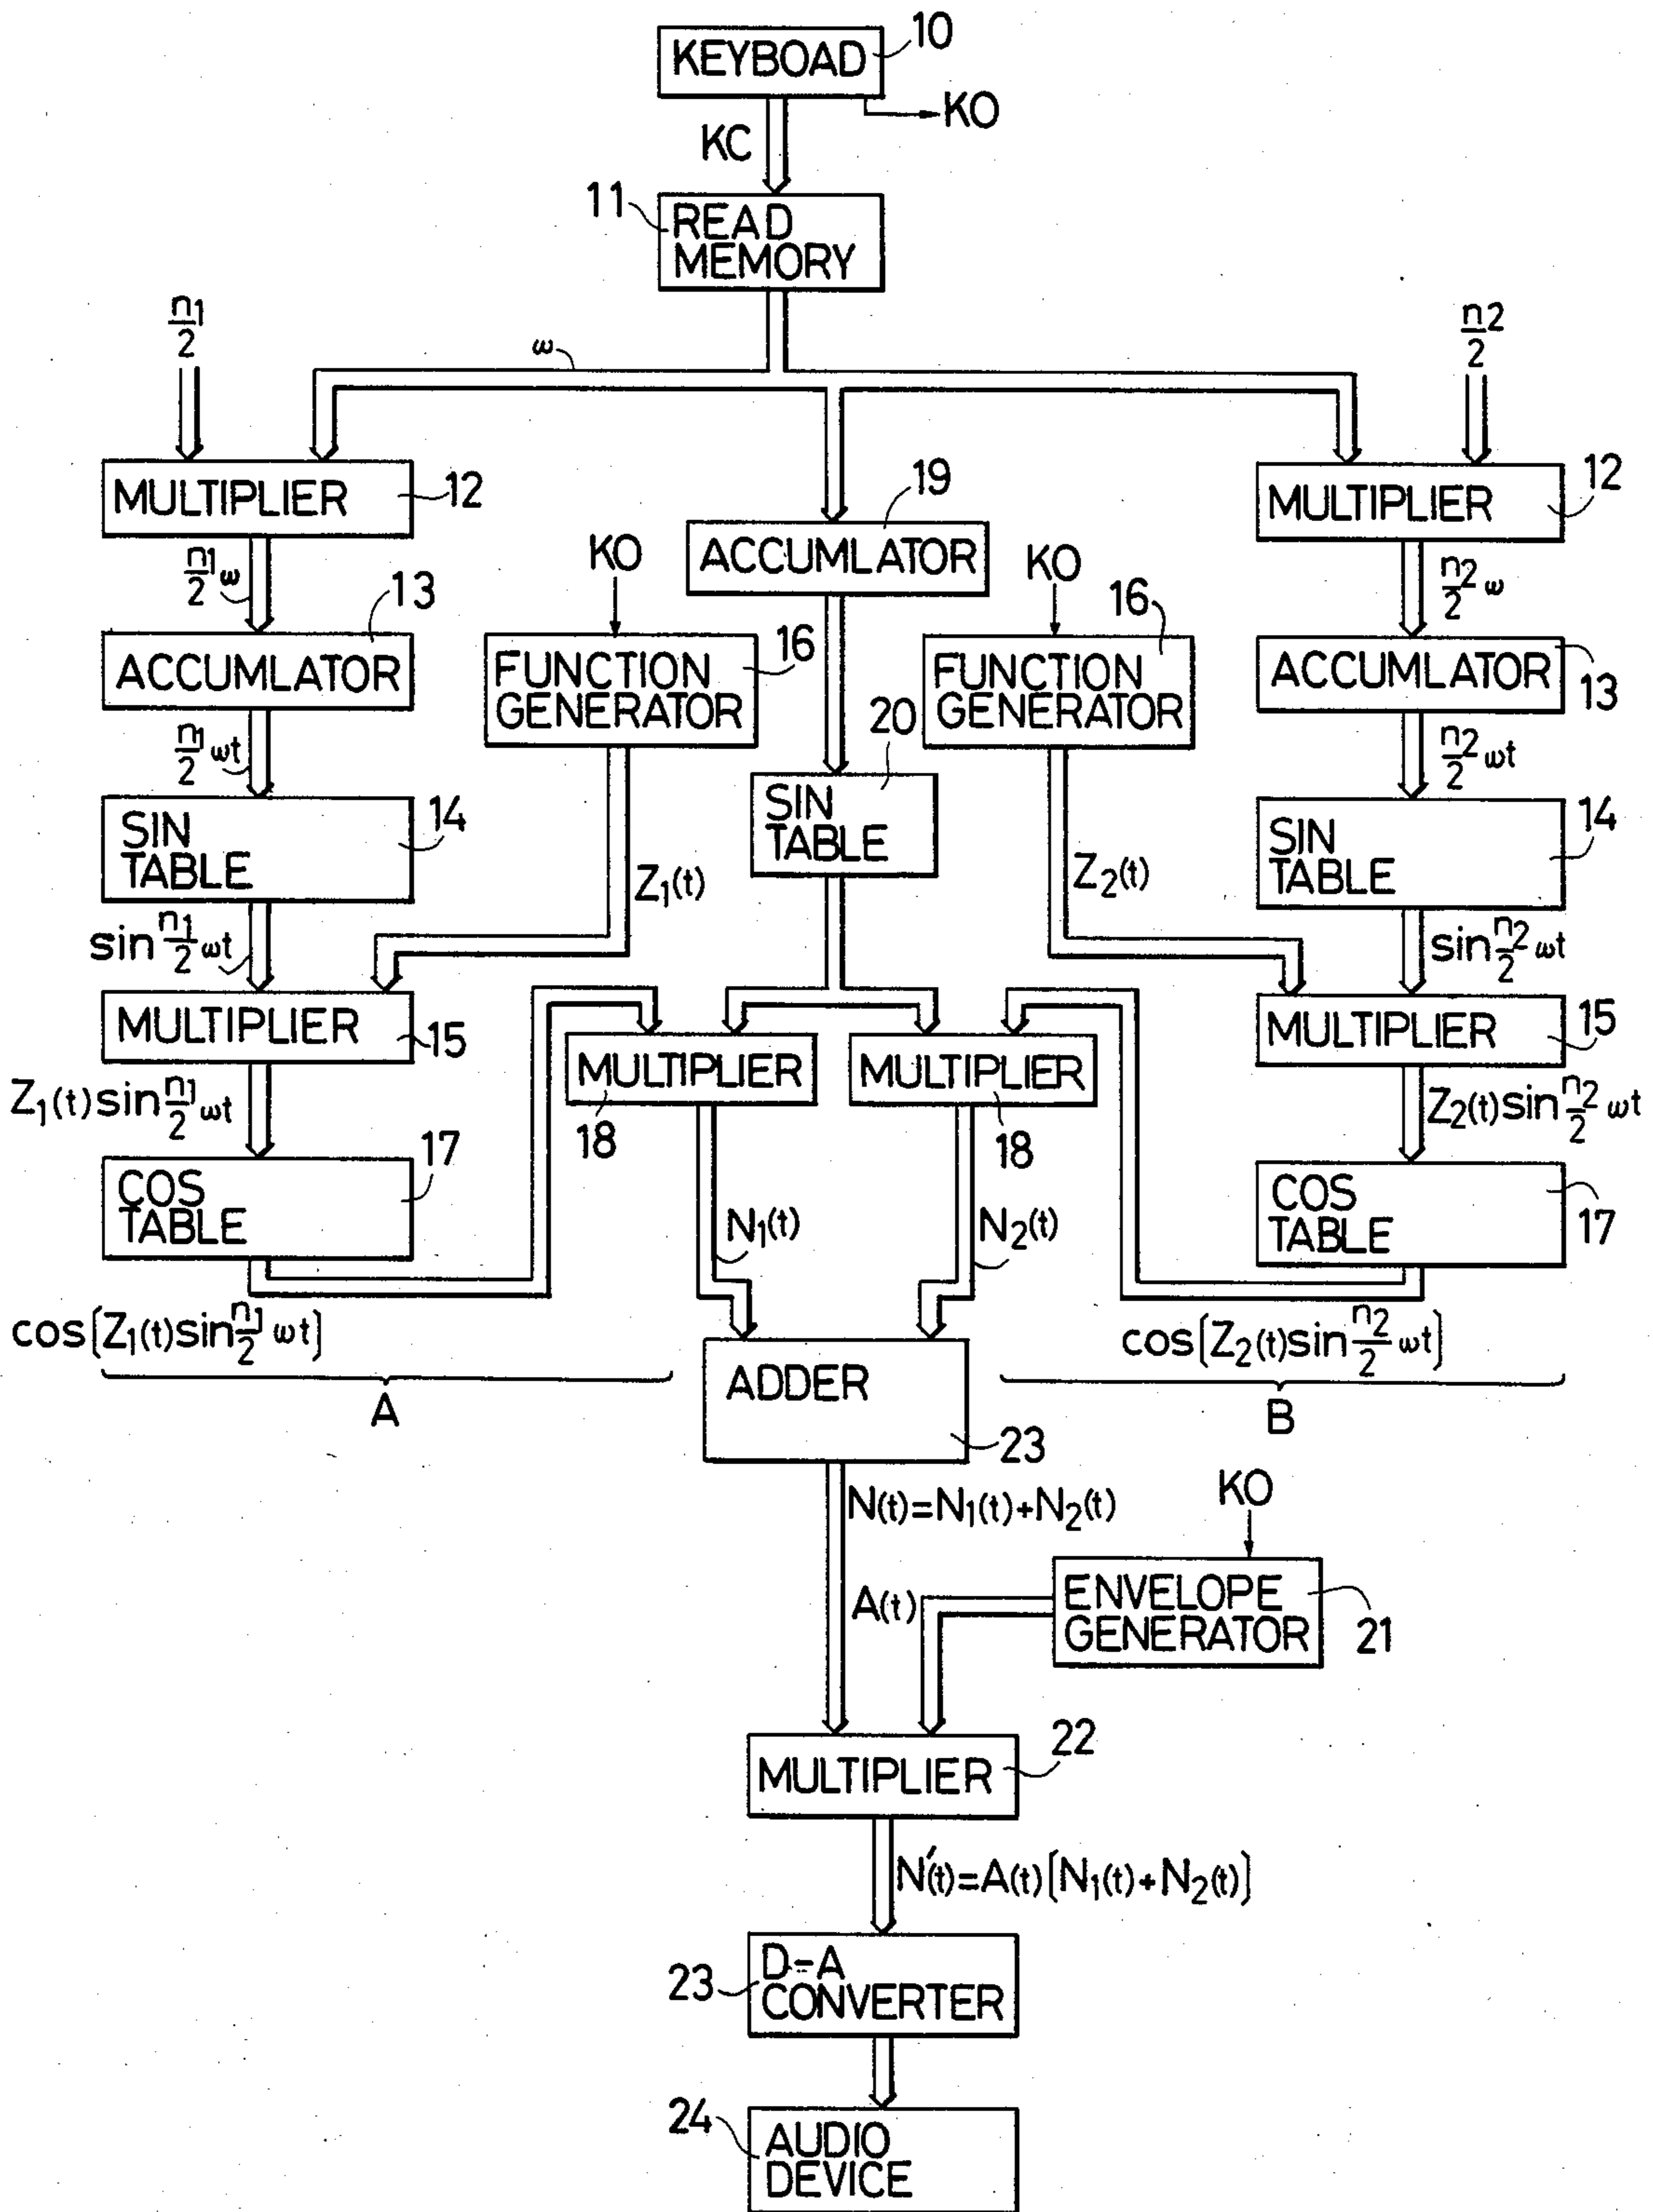 KEYBOAD
10
KO
KC
11
READ
MEMORY
n1/2
ω
n2/2
MULTIPLIER
12
19
MULTIPLIER
12
n1/2 ω
13
KO
ACCUMLATOR
KO
n2/2 ω
ACCUMLATOR
FUNCTION
GENERATOR
16
FUNCTION
GENERATOR
16
ACCUMLATOR
13
n1/2 ωt
20
n2/2 ωt
SIN
TABLE
14
SIN
TABLE
SIN
TABLE
14
Z1(t)
Z2(t)
sin n1/2 ωt
sin n2/2 ωt
MULTIPLIER
15
MULTIPLIER
18
MULTIPLIER
18
MULTIPLIER
15
Z1(t)sin n1/2 ωt
Z2(t)sin n2/2 ωt
COS
TABLE
17
N1(t)
N2(t)
COS
TABLE
17
cos[Z1(t)sin n1/2 ωt]
cos[Z2(t)sin n2/2 ωt]
A
ADDER
23
B
N(t)=N1(t)+N2(t)
KO
A(t)
ENVELOPE
GENERATOR
21
MULTIPLIER
22
N'(t)=A(t)[N1(t)+N2(t)]
23
D=A
CONVERTER
24
AUDIO
DEVICE